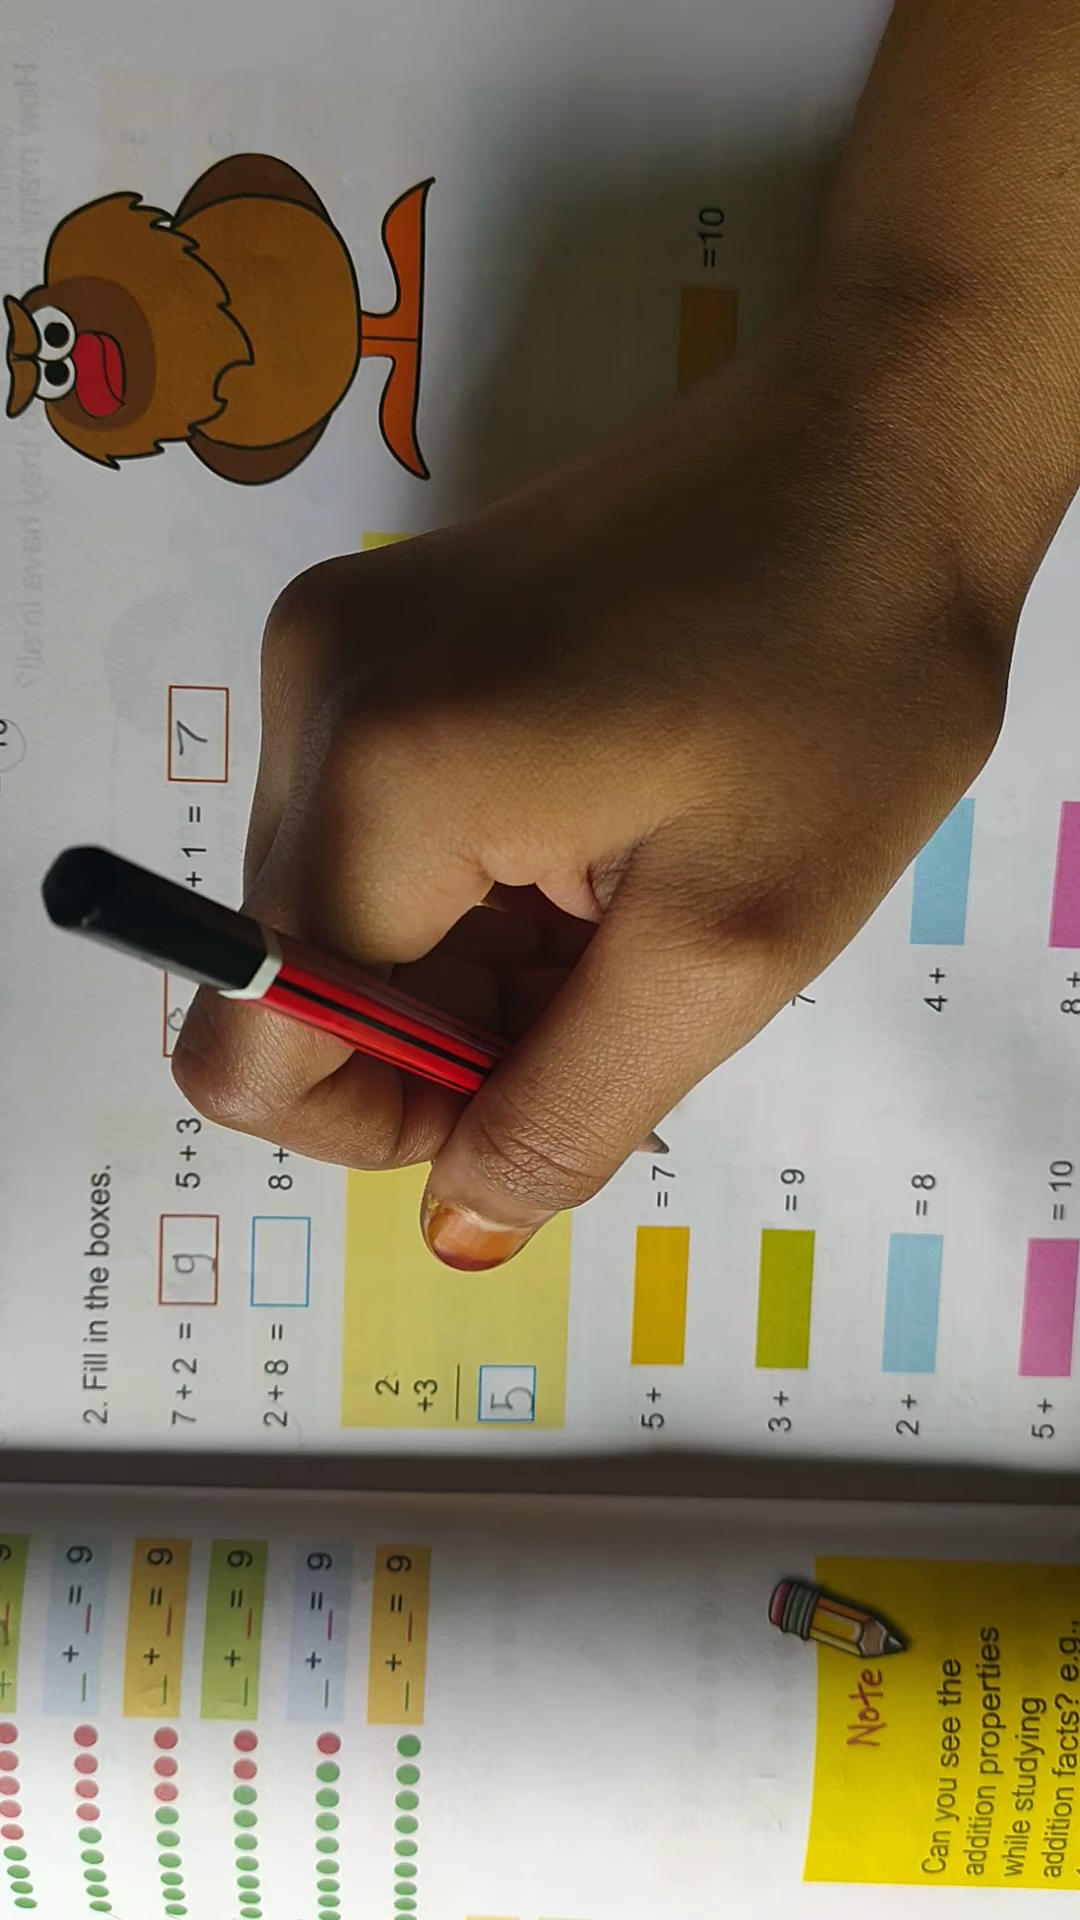 2. Fill in the boxes.
7 + 2 = 9 5 + 3 + 1 = 7
2 + 8 = 8 +
2
+3
5
5 + = 7 =10
3 + = 9 7
2 + = 8 4 +
5 + = 10 8 +
_ + _ = 9
_ + _ = 9
_ + _ = 9
_ + _ = 9
_ + _ = 9
Note
Can you see the
addition properties
while studying
addition facts? e.g.,